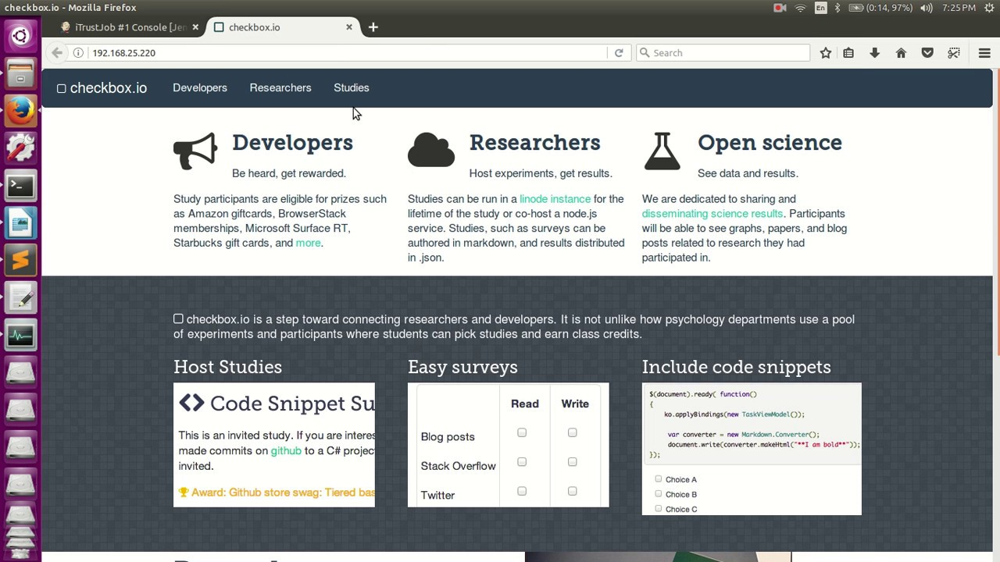 checkbox.io - Mozilla Firefox
En
(0:14, 97%)
7:25 PM
iTrustJob #1 Console [Jen
checkbox.io
192.168.25.220
Search
checkbox.io
Developers
Researchers
Studies
Developers
Be heard, get rewarded.
Study participants are eligible for prizes such
as Amazon giftcards, BrowserStack
memberships, Microsoft Surface RT,
Starbucks gift cards, and more.
Researchers
Host experiments, get results.
Studies can be run in a linode instance for the
lifetime of the study or co-host a node.js
service. Studies, such as surveys can be
authored in markdown, and results distributed
in .json.
Open science
See data and results.
We are dedicated to sharing and
disseminating science results. Participants
will be able to see graphs, papers, and blog
posts related to research they had
participated in.
checkbox.io is a step toward connecting researchers and developers. It is not unlike how psychology departments use a pool
of experiments and participants where students can pick studies and earn class credits.
Host Studies
Code Snippet Su
This is an invited study. If you are interes
made commits on github to a C# project
invited.
Award: Github store swag: Tiered bas
Easy surveys
Read Write
Blog posts
Stack Overflow
Twitter
Include code snippets
$(document).ready( function()
{
ko.applyBindings(new TaskViewModel());
var converter = new Markdown.Converter();
document.write(converter.makeHtml("**I am bold**"));
});
Choice A
Choice B
Choice C